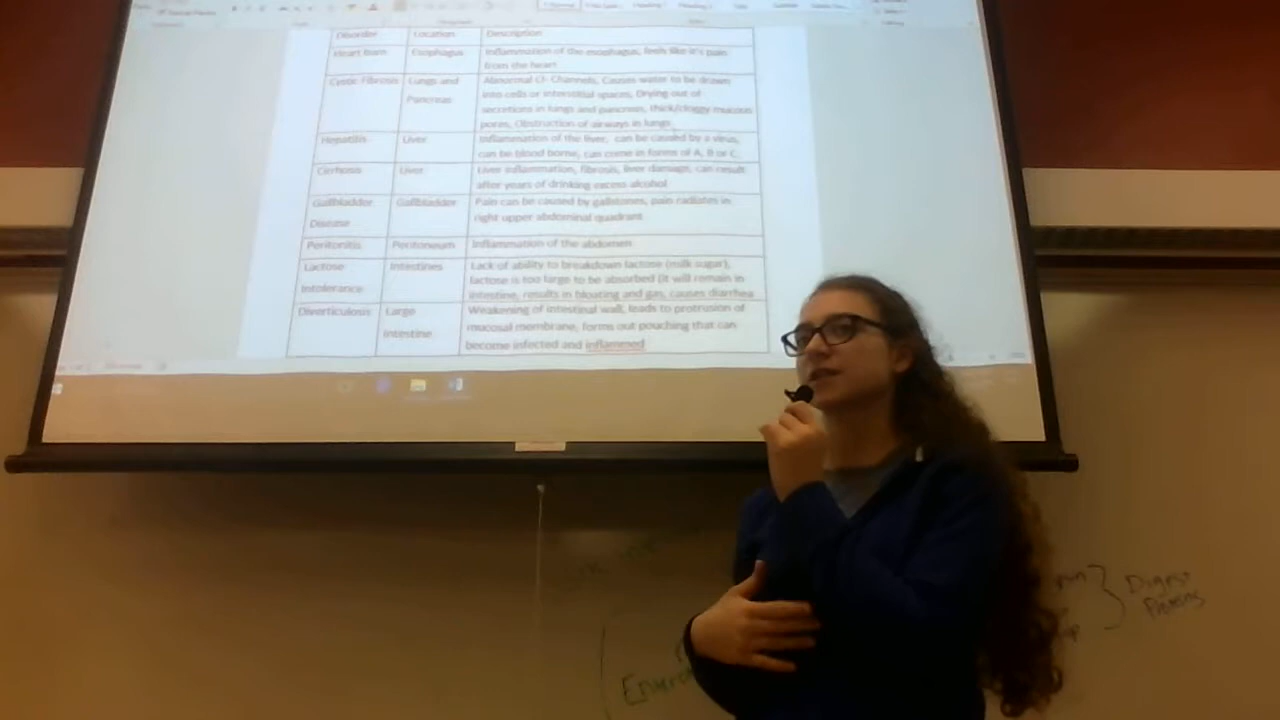 Disorder Location Description
Heart burn Esophagus Inflammation of the esophagus, feels like it's pain
from the heart
Cystic Fibrosis Lungs and Abnormal Cl- Channels, Causes water to be drawn
Pancreas into cells or interstitial spaces, Drying out of
secretions in lungs and pancreas, thick/cloggy mucous
pores, Obstruction of airways in lungs
Hepatitis Liver Inflammation of the liver, can be caused by a virus,
can be blood borne, can come in forms of A, B or C
Cirrhosis Liver Liver inflammation, fibrosis, liver damage, can result
after years of drinking excess alcohol
Gallbladder Gallbladder Pain can be caused by gallstones, pain radiates in
Disease right upper abdominal quadrant
Peritonitis Peritoneum Inflammation of the abdomen
Lactose Intestines Lack of ability to breakdown lactose (milk sugar),
Intolerance lactose is too large to be absorbed (it will remain in
intestine, results in bloating and gas, causes diarrhea
Diverticulosis Large Weakening of intestinal wall, leads to protrusion of
Intestine mucosal membrane, forms out pouching that can
become infected and inflammed
Digest
Proteins